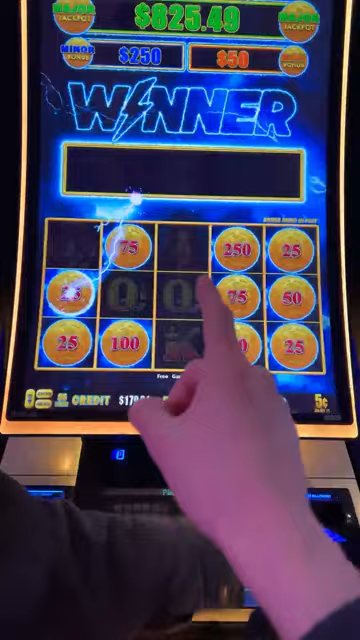 MAJOR $825.49 MAJOR
JACKPOT JACKPOT
MINOR $250 $50
BONUS BONUS
WINNER
75 250 25
25 Q Q 75 50
25 100 25
CREDIT 5¢